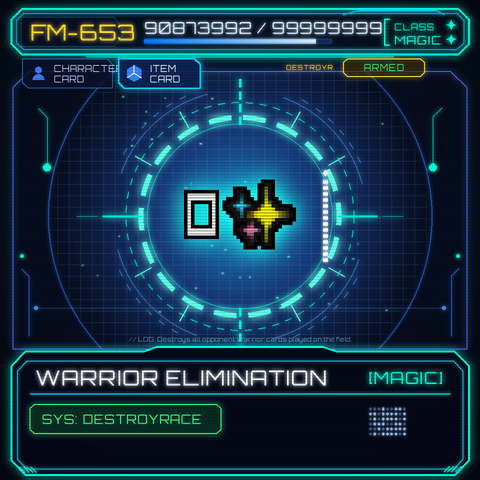 FM-653
90873992 / 99999999
CLASS
MAGIC
CHARACTER
CARD
ITEM
CARD
DESTROYR
ARMED
// LOG: Destroys all opponent Warrior cards played on the field.
WARRIOR ELIMINATION
[MAGIC]
SYS: DESTROYRACE